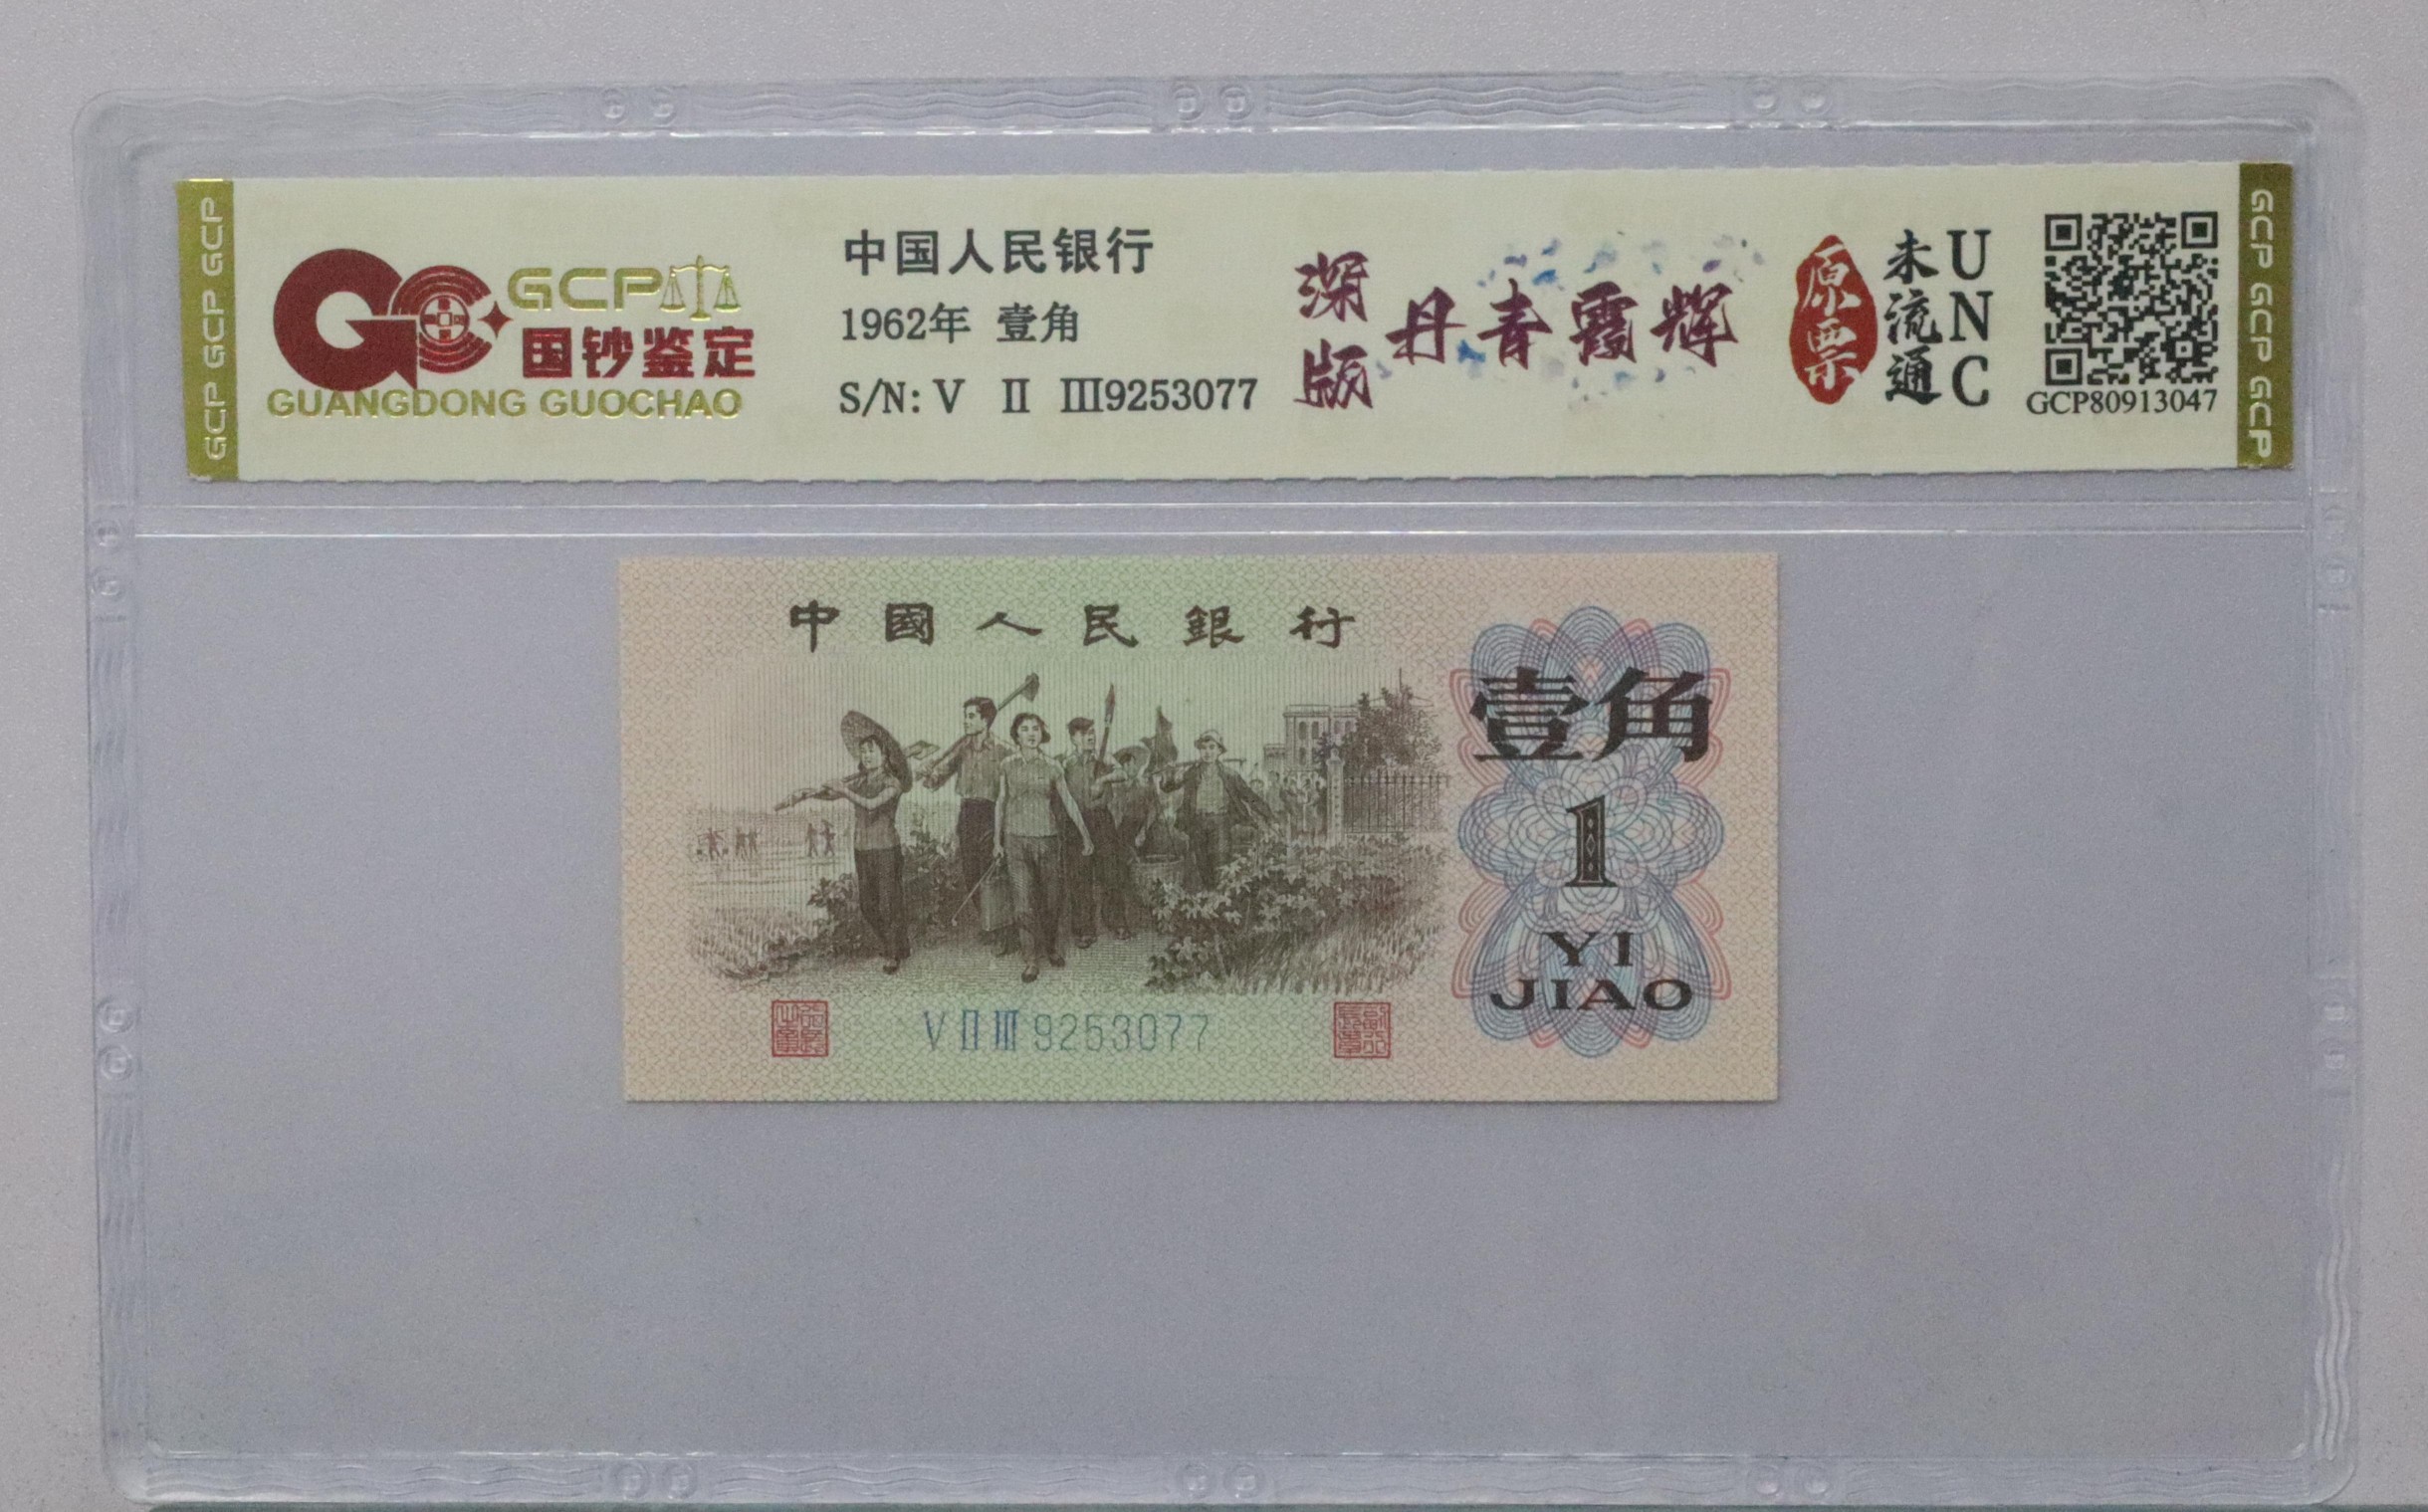 GCP GCP GCP
GCP
国钞鉴定
GUANGDONG GUOCHAO
中国人民银行
1962年 壹角
S/N: V Ⅱ Ⅲ9253077
深版
丹青霞辉
原票
未流通
UNC
GCP80913047
GCP GCP GCP
中國人民銀行
壹角
1
YI
JIAO
V Ⅱ Ⅲ 9253077